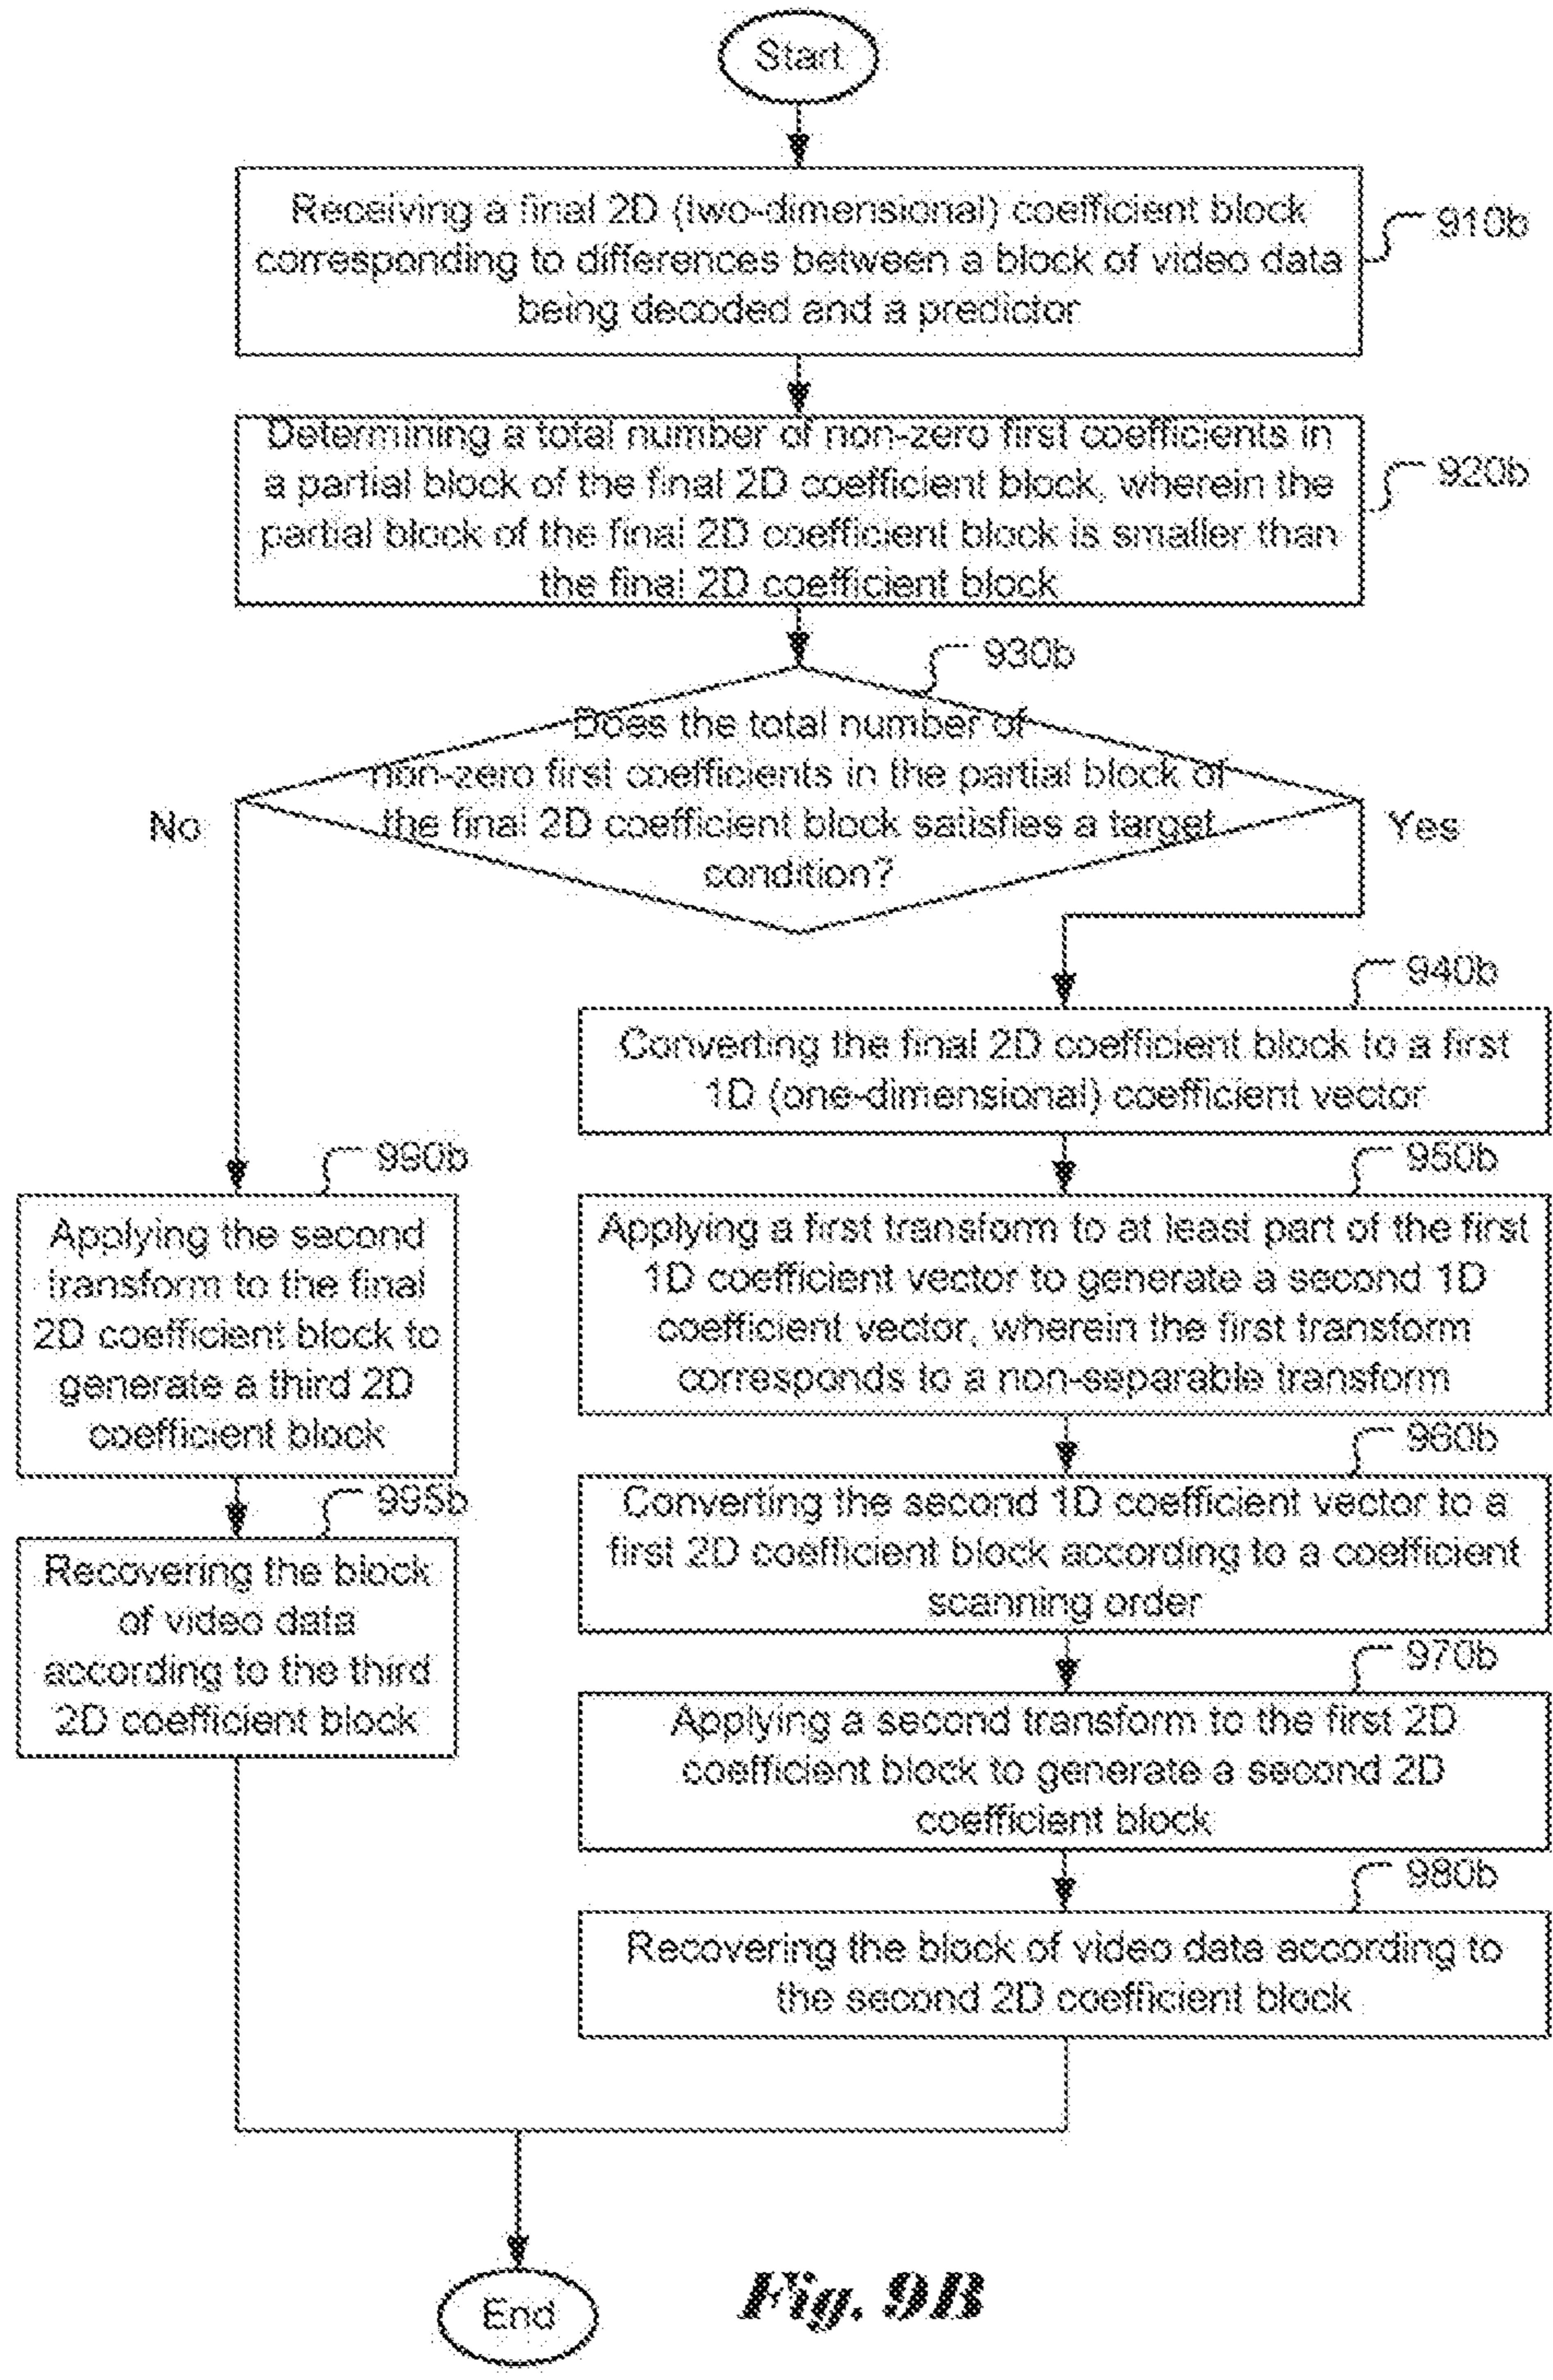 Start
Receiving a final 2D (two-dimensional) coefficient block
corresponding to differences between a block of video data
being decoded and a predictor
910b
Determining a total number of non-zero first coefficients in
a partial block of the final 2D coefficient block, wherein the
partial block of the final 2D coefficient block is smaller than
the final 2D coefficient block
920b
930b
Does the total number of
non-zero first coefficients in the partial block of
the final 2D coefficient block satisfies a target
condition?
No
Yes
940b
Converting the final 2D coefficient block to a first
1D (one-dimensional) coefficient vector
950b
Applying a first transform to at least part of the first
1D coefficient vector to generate a second 1D
coefficient vector, wherein the first transform
corresponds to a non-separable transform
960b
Converting the second 1D coefficient vector to a
first 2D coefficient block according to a coefficient
scanning order
970b
Applying a second transform to the first 2D
coefficient block to generate a second 2D
coefficient block
980b
Recovering the block of video data according to
the second 2D coefficient block
990b
Applying the second
transform to the final
2D coefficient block to
generate a third 2D
coefficient block
995b
Recovering the block
of video data
according to the third
2D coefficient block
End
Fig. 9B